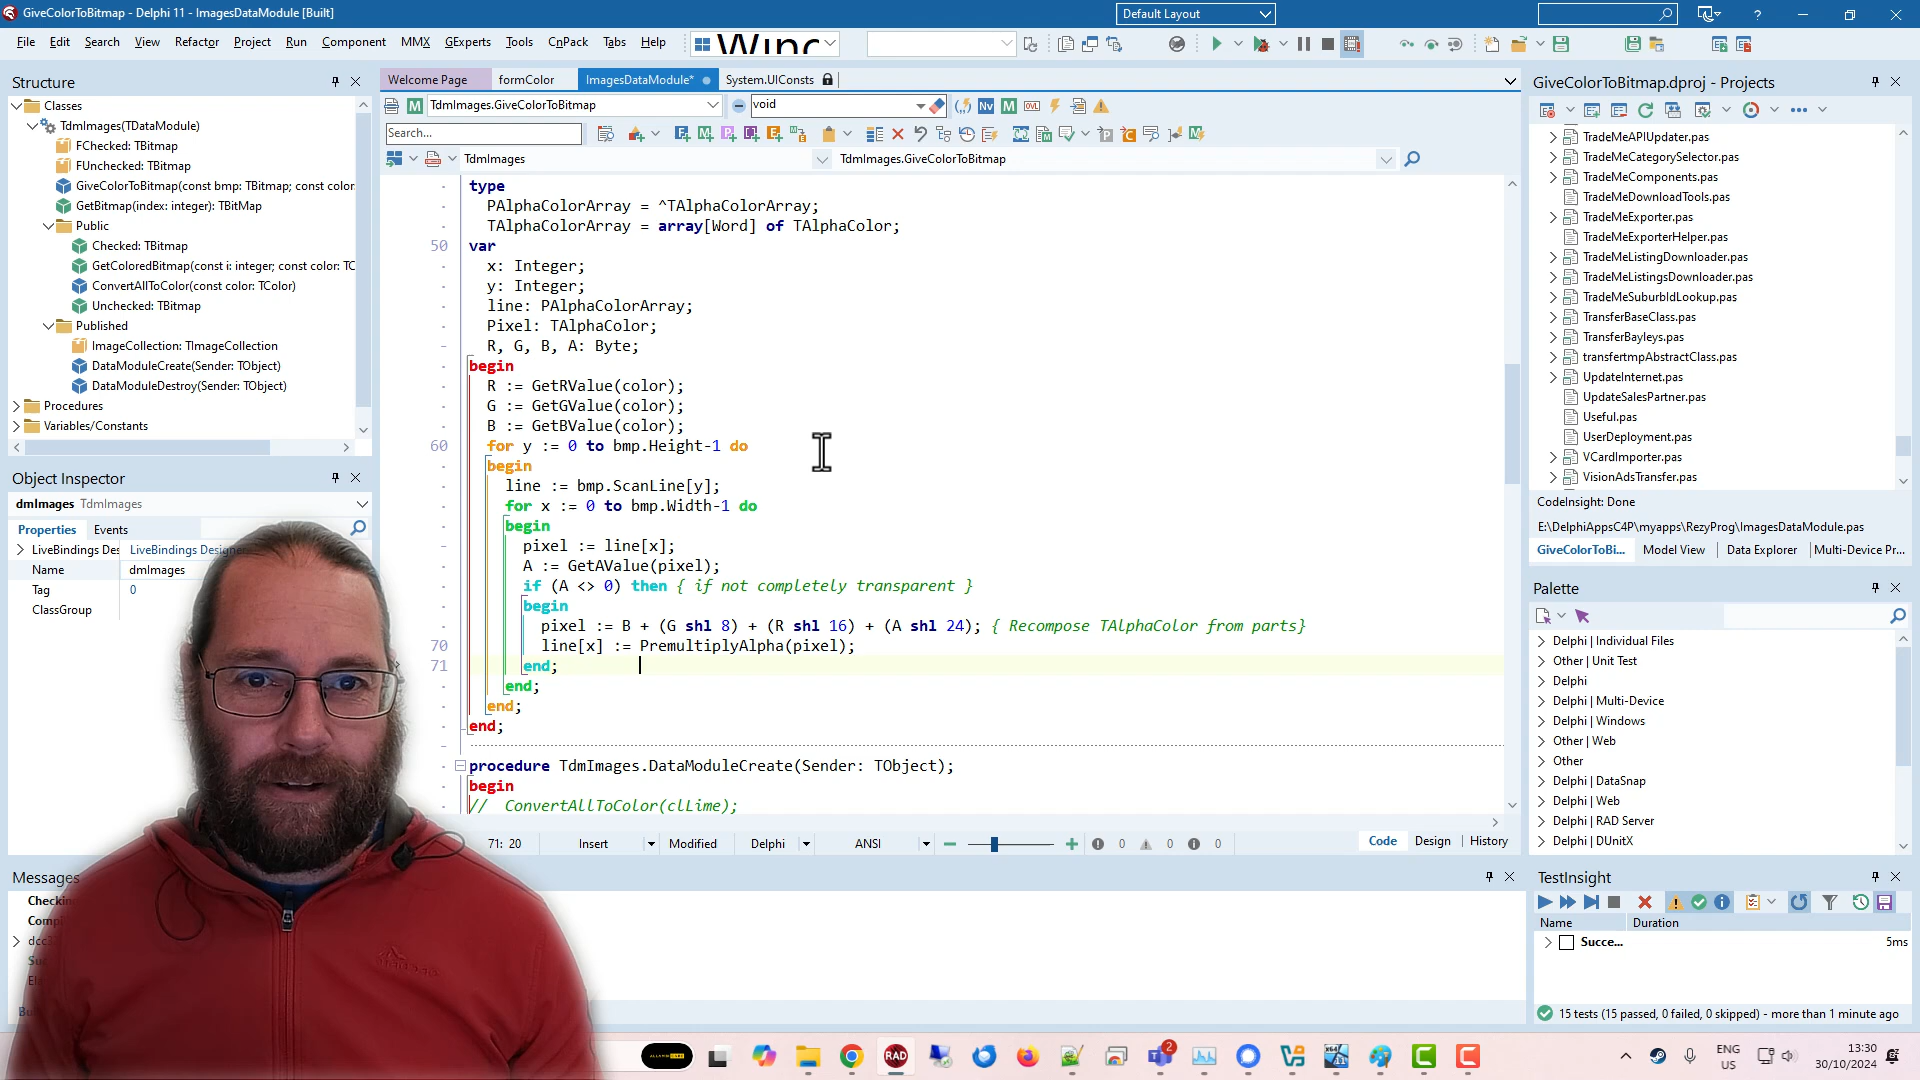 GiveColorToBitmap - Delphi 11 - ImagesDataModule [Built]
Default Layout
File Edit Search View Refactor Project Run Component MMX GExperts Tools CnPack Tabs Help
Structure
Classes
TdmImages(TDataModule)
FChecked: TBitmap
FUnchecked: TBitmap
GiveColorToBitmap(const bmp: TBitmap; const color:
GetBitmap(index: integer): TBitMap
Public
Checked: TBitmap
GetColoredBitmap(const i: integer; const color: TC
ConvertAllToColor(const color: TColor)
Unchecked: TBitmap
Published
ImageCollection: TImageCollection
DataModuleCreate(Sender: TObject)
DataModuleDestroy(Sender: TObject)
Procedures
Variables/Constants
Object Inspector
dmImages TdmImages
Properties Events
LiveBindings Des LiveBindings Designer
Name dmImages
Tag 0
ClassGroup
Welcome Page formColor ImagesDataModule* System.UIConsts
TdmImages.GiveColorToBitmap void
Search...
TdmImages TdmImages.GiveColorToBitmap
type
PAlphaColorArray = ^TAlphaColorArray;
TAlphaColorArray = array[Word] of TAlphaColor;
50 var
x: Integer;
y: Integer;
line: PAlphaColorArray;
Pixel: TAlphaColor;
R, G, B, A: Byte;
begin
R := GetRValue(color);
G := GetGValue(color);
B := GetBValue(color);
60 for y := 0 to bmp.Height-1 do
begin
line := bmp.ScanLine[y];
for x := 0 to bmp.Width-1 do
begin
pixel := line[x];
A := GetAValue(pixel);
if (A <> 0) then { if not completely transparent }
begin
pixel := B + (G shl 8) + (R shl 16) + (A shl 24); { Recompose TAlphaColor from parts}
70 line[x] := PremultiplyAlpha(pixel);
71 end;
end;
end;
end;
procedure TdmImages.DataModuleCreate(Sender: TObject);
begin
// ConvertAllToColor(clLime);
71: 20 Insert Modified Delphi ANSI 0 0 0 Code Design History
Messages
Checkin
Compi
dcc3
Su
El
Bu
GiveColorToBitmap.dproj - Projects
TradeMeAPIUpdater.pas
TradeMeCategorySelector.pas
TradeMeComponents.pas
TradeMeDownloadTools.pas
TradeMeExporter.pas
TradeMeExporterHelper.pas
TradeMeListingDownloader.pas
TradeMeListingsDownloader.pas
TradeMeSuburbIdLookup.pas
TransferBaseClass.pas
TransferBayleys.pas
transfertmpAbstractClass.pas
UpdateInternet.pas
UpdateSalesPartner.pas
Useful.pas
UserDeployment.pas
VCardImporter.pas
VisionAdsTransfer.pas
CodeInsight: Done
E:\DelphiAppsC4P\myapps\RezyProg\ImagesDataModule.pas
GiveColorToBi... Model View Data Explorer Multi-Device Pr...
Palette
Delphi | Individual Files
Other | Unit Test
Delphi
Delphi | Multi-Device
Delphi | Windows
Other | Web
Other
Delphi | DataSnap
Delphi | Web
Delphi | RAD Server
Delphi | DUnitX
TestInsight
Name Duration
Succe... 5ms
15 tests (15 passed, 0 failed, 0 skipped) - more than 1 minute ago
RAD
2
ENG
US
13:30
30/10/2024